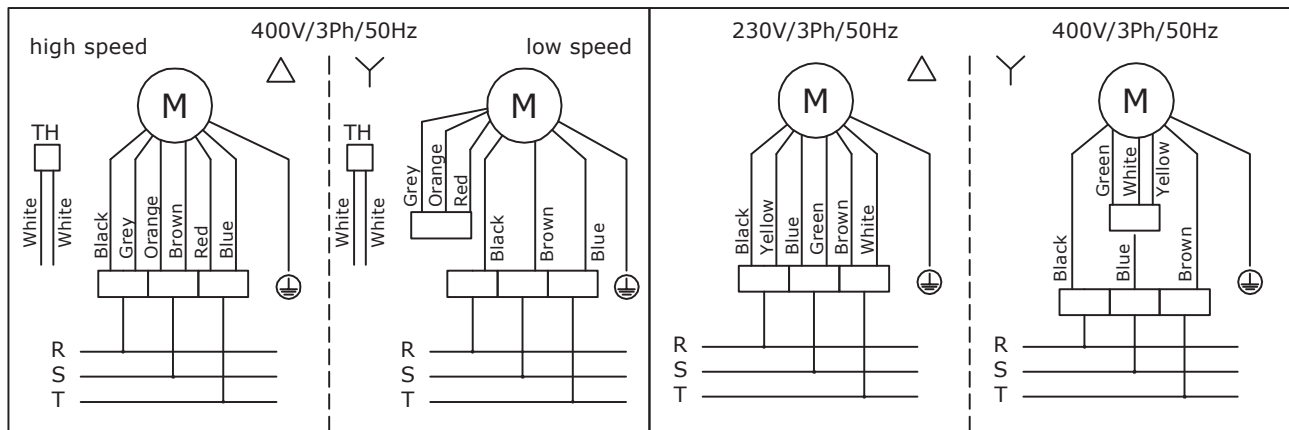 400V/3Ph/50Hz
high speed
low speed
M
TH
White
White
Black
Grey
Orange
Brown
Red
Blue
R
S
T
M
TH
White
White
Grey
Orange
Red
Black
Brown
Blue
R
S
T
230V/3Ph/50Hz
M
Black
Yellow
Blue
Green
Brown
White
R
S
T
400V/3Ph/50Hz
M
Green
White
Yellow
Black
Blue
Brown
R
S
T